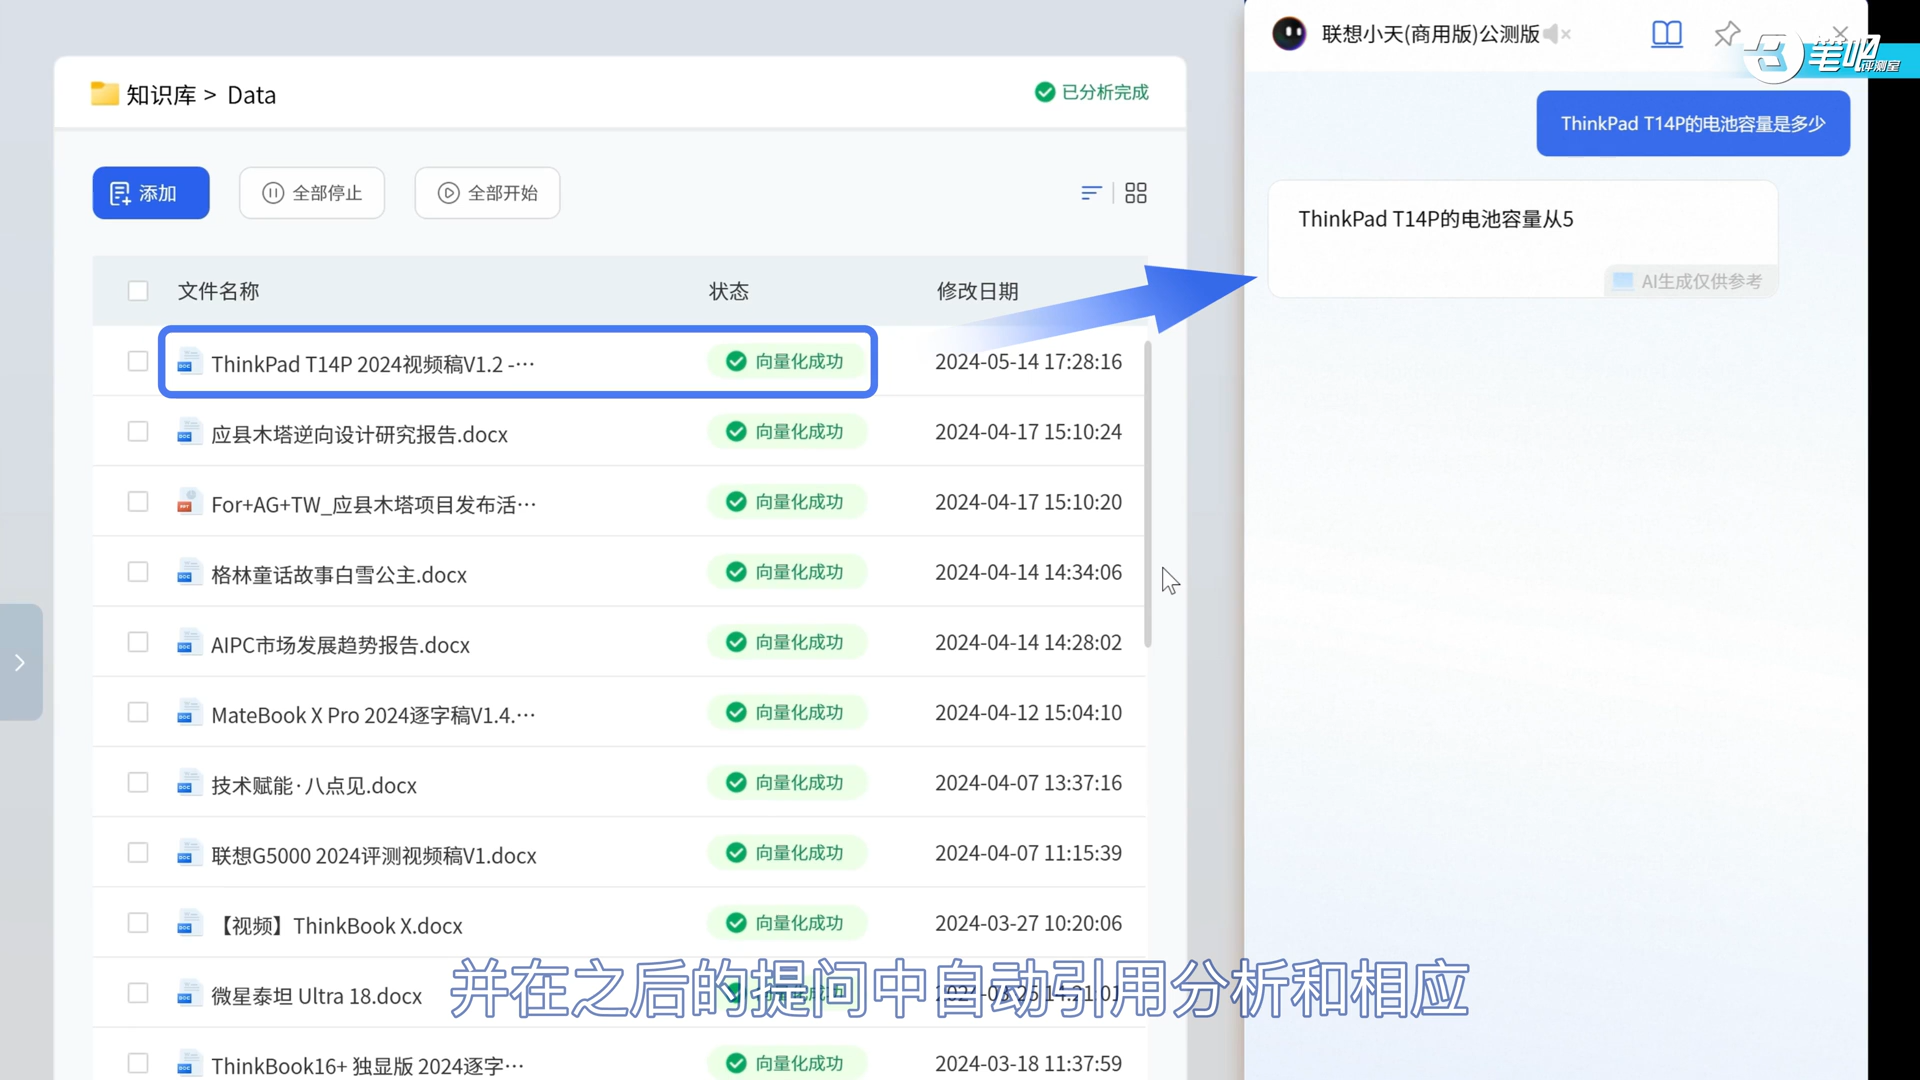 知识库 > Data
已分析完成
添加
全部停止
全部开始
文件名称 状态 修改日期
ThinkPad T14P 2024视频稿V1.2 -··· 向量化成功 2024-05-14 17:28:16
应县木塔逆向设计研究报告.docx 向量化成功 2024-04-17 15:10:24
For+AG+TW_应县木塔项目发布活··· 向量化成功 2024-04-17 15:10:20
格林童话故事白雪公主.docx 向量化成功 2024-04-14 14:34:06
AIPC市场发展趋势报告.docx 向量化成功 2024-04-14 14:28:02
MateBook X Pro 2024逐字稿V1.4.··· 向量化成功 2024-04-12 15:04:10
技术赋能·八点见.docx 向量化成功 2024-04-07 13:37:16
联想G5000 2024评测视频稿V1.docx 向量化成功 2024-04-07 11:15:39
【视频】ThinkBook X.docx 向量化成功 2024-03-27 10:20:06
微星泰坦 Ultra 18.docx
ThinkBook16+ 独显版 2024逐字··· 向量化成功 2024-03-18 11:37:59
联想小天(商用版)公测版
笔吧
评测室
ThinkPad T14P的电池容量是多少
ThinkPad T14P的电池容量从5
AI生成仅供参考
并在之后的提问中自动引用分析和相应